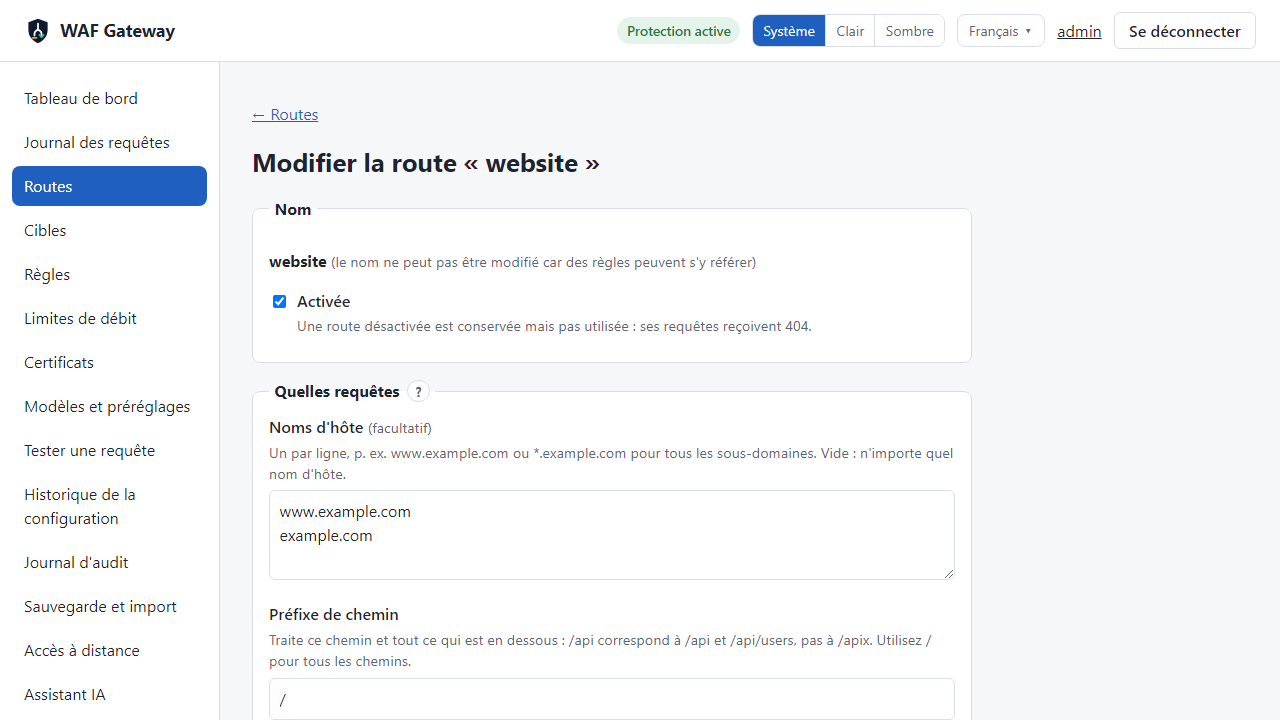 WAF Gateway
Protection active
Système
Clair
Sombre
Français
admin
Se déconnecter
Tableau de bord
Journal des requêtes
Routes
Cibles
Règles
Limites de débit
Certificats
Modèles et préréglages
Tester une requête
Historique de la
configuration
Journal d'audit
Sauvegarde et import
Accès à distance
Assistant IA
← Routes
Modifier la route « website »
Nom
website (le nom ne peut pas être modifié car des règles peuvent s'y référer)
Activée
Une route désactivée est conservée mais pas utilisée : ses requêtes reçoivent 404.
Quelles requêtes ?
Noms d'hôte (facultatif)
Un par ligne, p. ex. www.example.com ou *.example.com pour tous les sous-domaines. Vide : n'importe quel
nom d'hôte.
www.example.com
example.com
Préfixe de chemin
Traite ce chemin et tout ce qui est en dessous : /api correspond à /api et /api/users, pas à /apix. Utilisez /
pour tous les chemins.
/